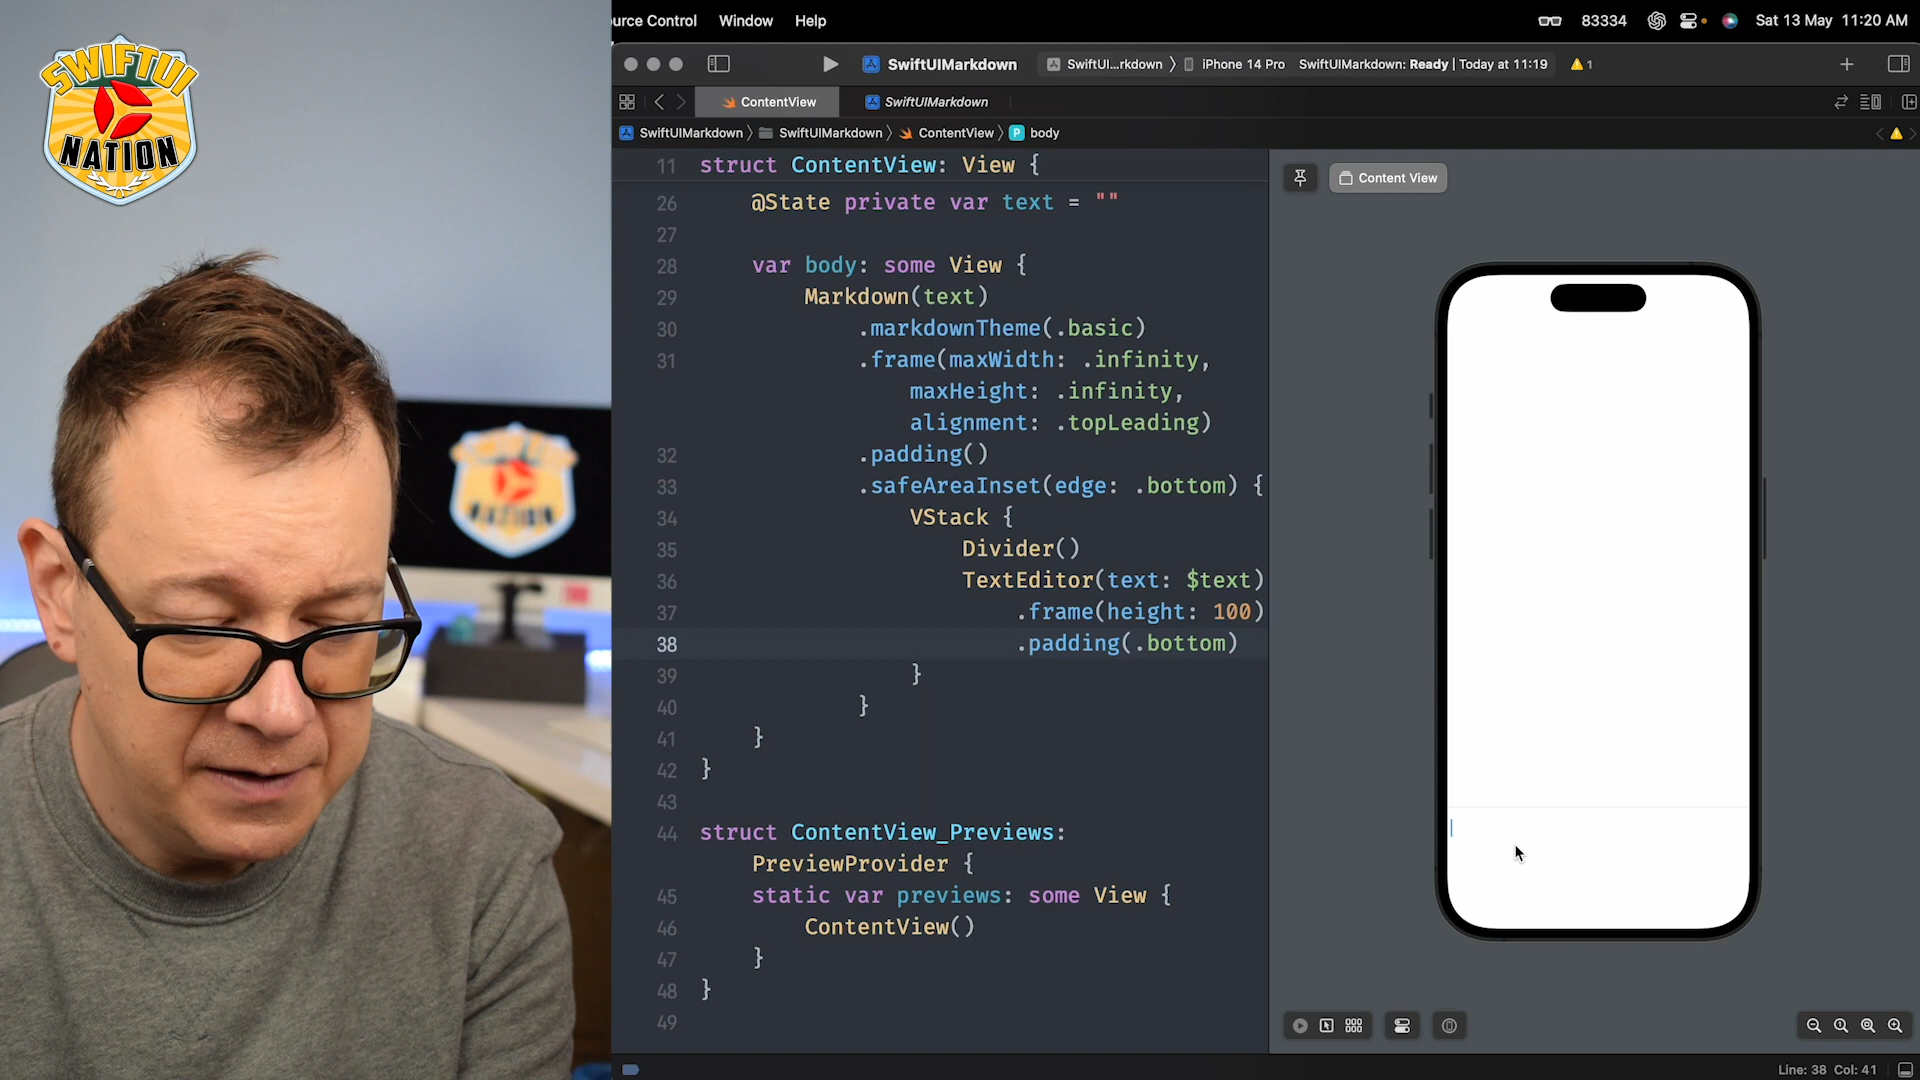 SWIFTUI
NATION
NATION
urce Control Window Help
83334 Sat 13 May 11:20 AM
SwiftUIMarkdown SwiftUI...rkdown 〉 iPhone 14 Pro SwiftUIMarkdown: Ready | Today at 11:19 1
ContentView SwiftUIMarkdown
SwiftUIMarkdown 〉 SwiftUIMarkdown 〉 ContentView 〉 P body
11 struct ContentView: View {
26 @State private var text = ""
27
28 var body: some View {
29 Markdown(text)
30 .markdownTheme(.basic)
31 .frame(maxWidth: .infinity,
maxHeight: .infinity,
alignment: .topLeading)
32 .padding()
33 .safeAreaInset(edge: .bottom) {
34 VStack {
35 Divider()
36 TextEditor(text: $text)
37 .frame(height: 100)
38 .padding(.bottom)
39 }
40 }
41 }
42 }
43
44 struct ContentView_Previews:
PreviewProvider {
45 static var previews: some View {
46 ContentView()
47 }
48 }
49
Content View
Line: 38 Col: 41